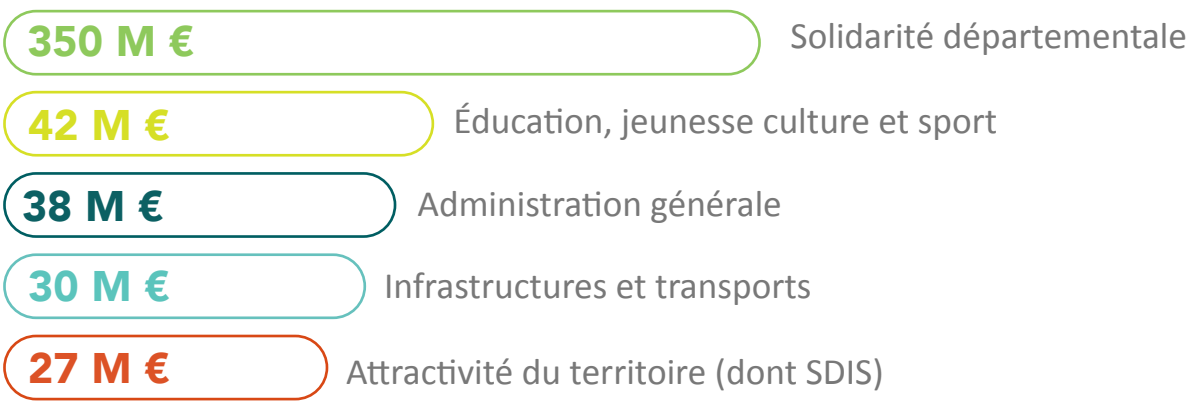 350 M € Solidarité départementale
42 M € Éducation, jeunesse culture et sport
38 M € Administration générale
30 M € Infrastructures et transports
27 M € Attractivité du territoire (dont SDIS)